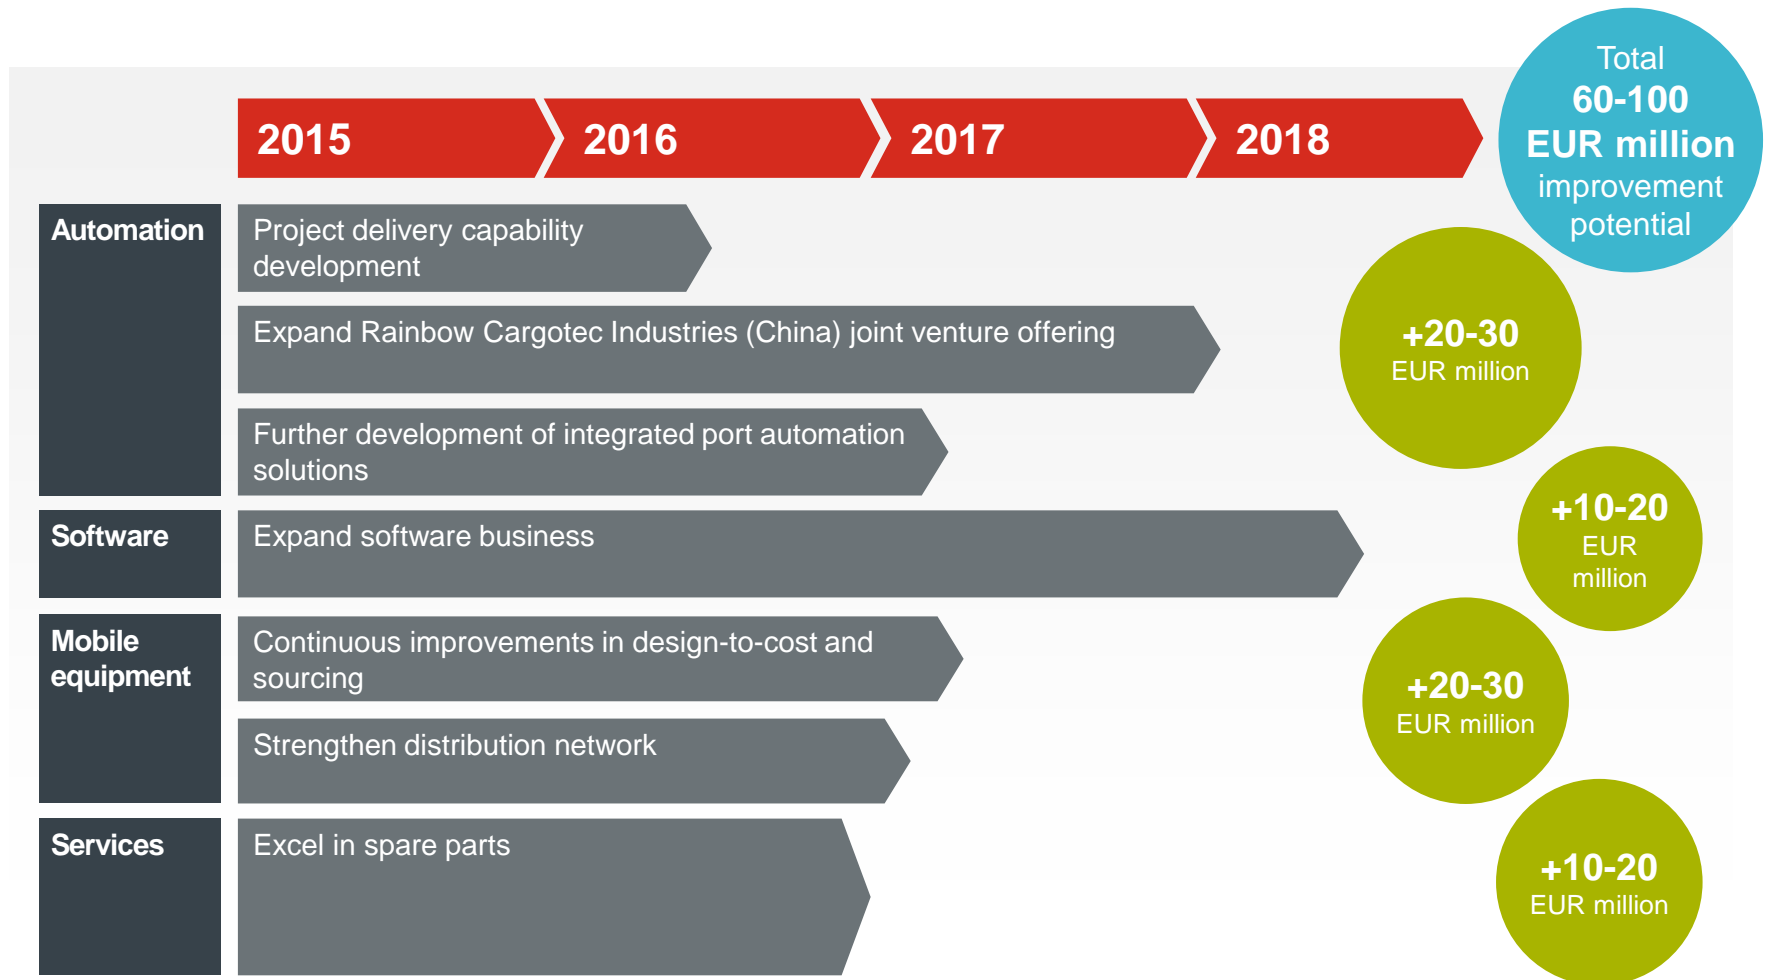 Total
60-100
EUR million
improvement
potential
2015
2016
2017
2018
Automation
Project delivery capability
development
Expand Rainbow Cargotec Industries (China) joint venture offering
Further development of integrated port automation
solutions
+20-30
EUR million
Software
Expand software business
+10-20
EUR
million
Mobile
equipment
Continuous improvements in design-to-cost and
sourcing
Strengthen distribution network
+20-30
EUR million
Services
Excel in spare parts
+10-20
EUR million